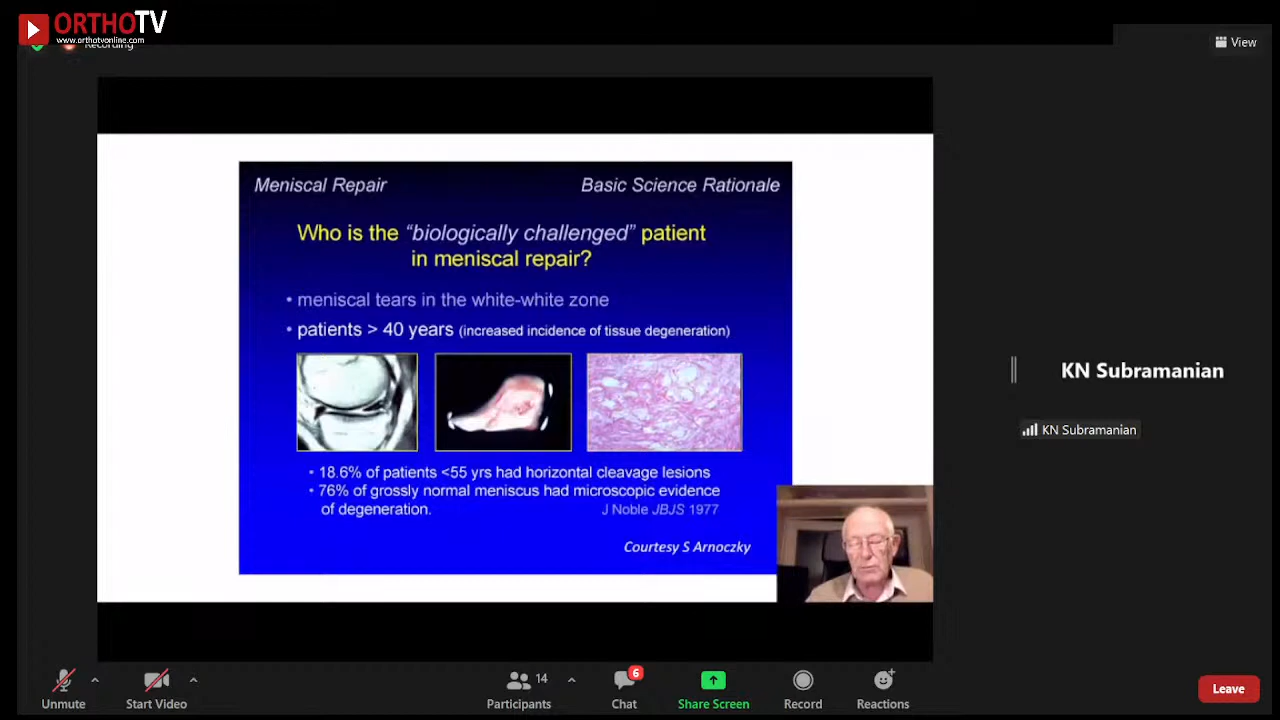 ORTHOTV
www.orthotvonline.com
Recording
View
Meniscal Repair
Basic Science Rationale
Who is the “biologically challenged” patient
in meniscal repair?
• meniscal tears in the white-white zone
• patients > 40 years (increased incidence of tissue degeneration)
• 18.6% of patients <55 yrs had horizontal cleavage lesions
• 76% of grossly normal meniscus had microscopic evidence
of degeneration.
J Noble JBJS 1977
Courtesy S Arnoczky
KN Subramanian
KN Subramanian
Unmute
Start Video
14
Participants
6
Chat
Share Screen
Record
Reactions
Leave